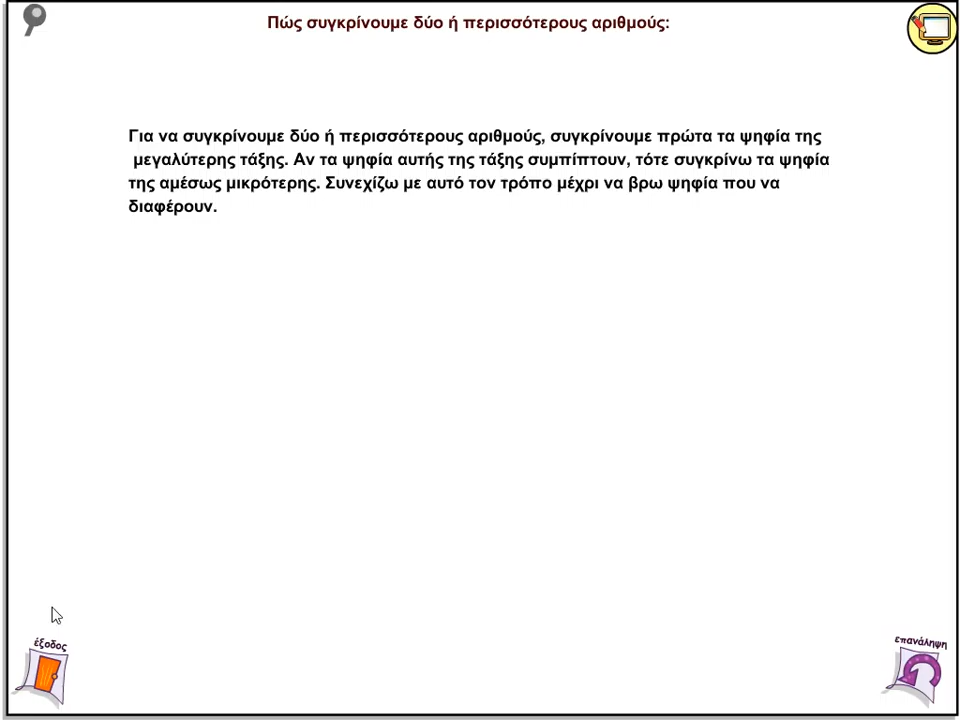 Πώς συγκρίνουμε δύο ή περισσότερους αριθμούς:
Για να συγκρίνουμε δύο ή περισσότερους αριθμούς, συγκρίνουμε πρώτα τα ψηφία της
μεγαλύτερης τάξης. Αν τα ψηφία αυτής της τάξης συμπίπτουν, τότε συγκρίνω τα ψηφία
της αμέσως μικρότερης. Συνεχίζω με αυτό τον τρόπο μέχρι να βρω ψηφία που να
διαφέρουν.
έξοδος
επανάληψη